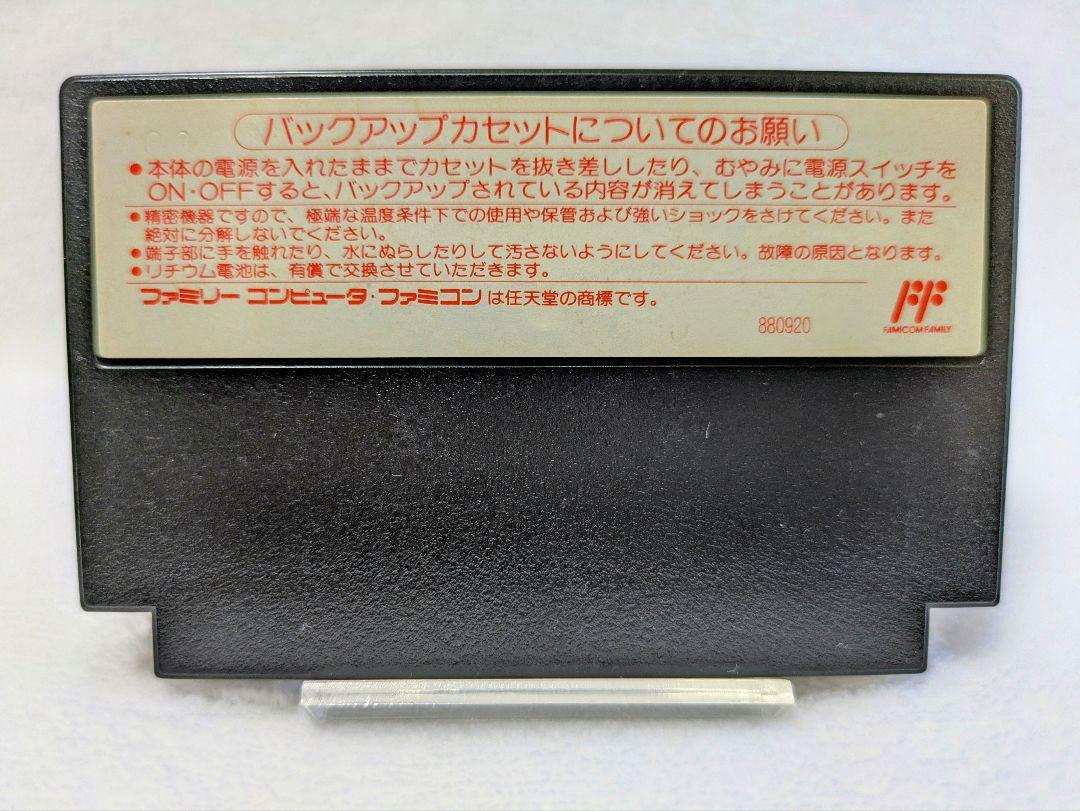 バックアップカセットについてのお願い
●本体の電源を入れたままでカセットを抜き差ししたり、むやみに電源スイッチを
ON・OFFすると、バックアップされている内容が消えてしまうことがあります。
●精密機器ですので、極端な温度条件下での使用や保管および強いショックをさけてください。また
絶対に分解しないでください。
●端子部に手を触れたり、水にぬらしたりして汚さないようにしてください。故障の原因となります。
●リチウム電池は、有償で交換させていただきます。
ファミリー コンピュータ・ファミコンは任天堂の商標です。
FF
FAMICOM FAMILY
880920